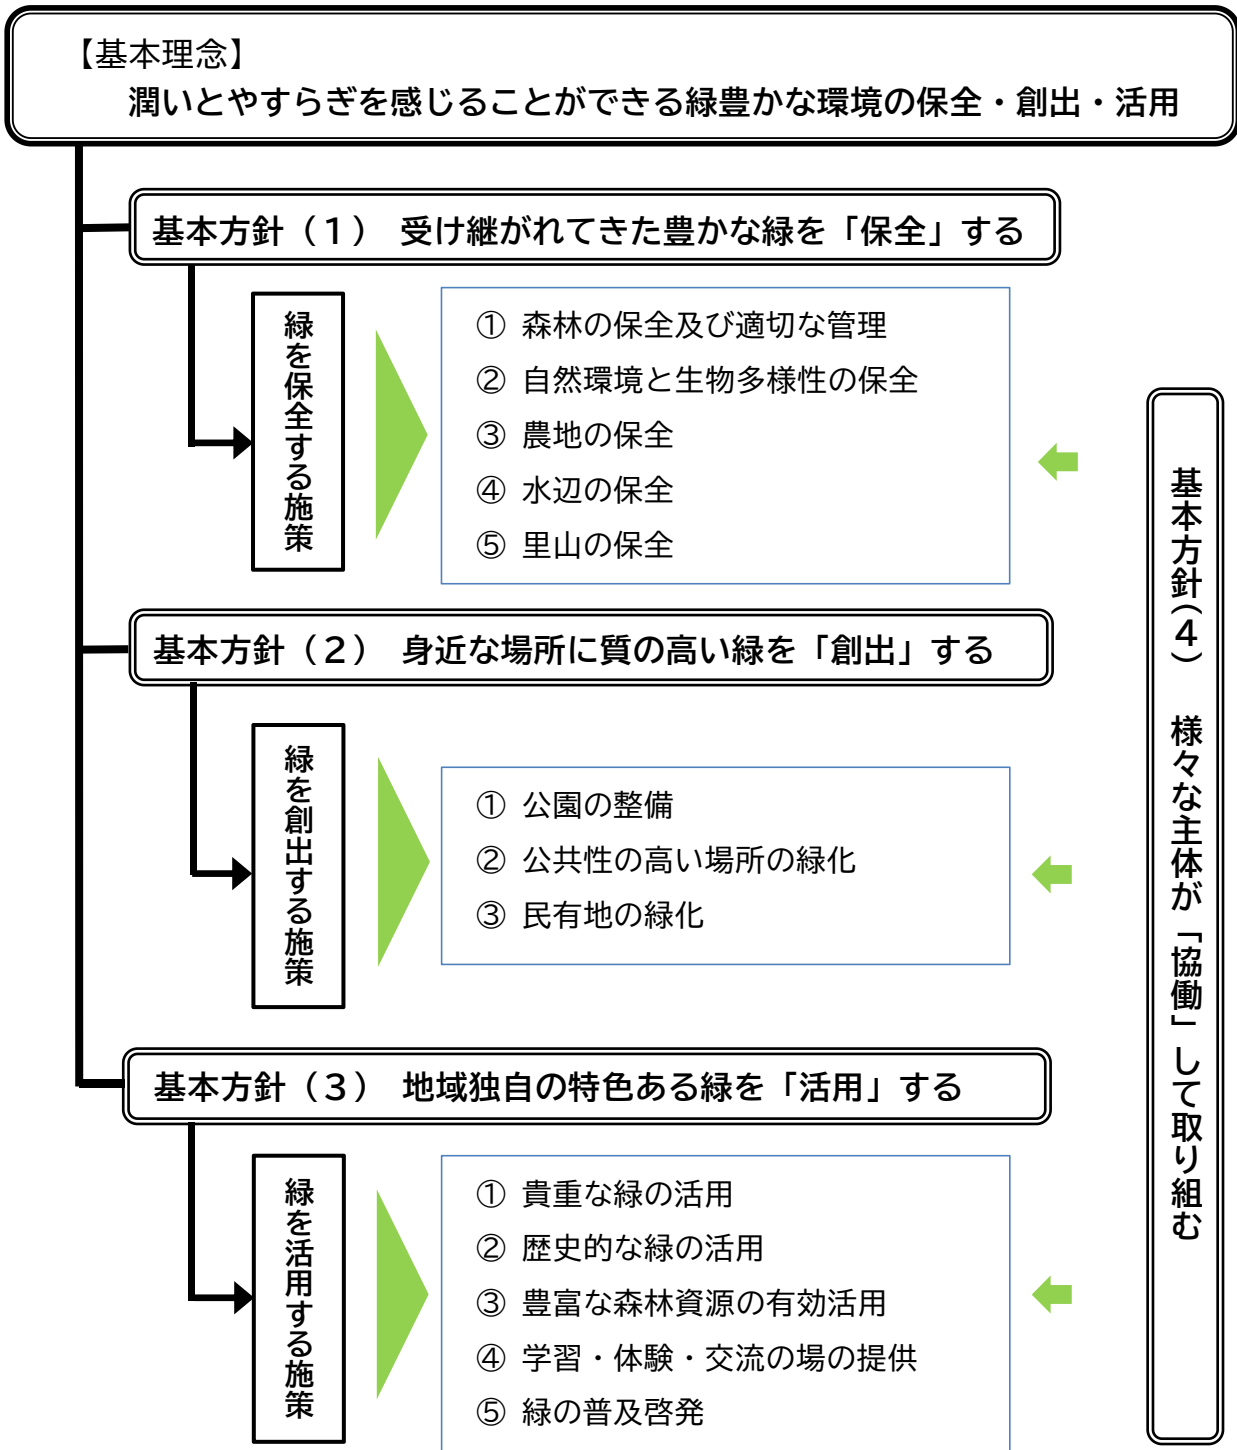 【基本理念】
潤いとやすらぎを感じることができる緑豊かな環境の保全・創出・活用
基本方針（１） 受け継がれてきた豊かな緑を「保全」する
緑を保全する施策
① 森林の保全及び適切な管理
② 自然環境と生物多様性の保全
③ 農地の保全
④ 水辺の保全
⑤ 里山の保全
基本方針（２） 身近な場所に質の高い緑を「創出」する
緑を創出する施策
① 公園の整備
② 公共性の高い場所の緑化
③ 民有地の緑化
基本方針（３） 地域独自の特色ある緑を「活用」する
緑を活用する施策
① 貴重な緑の活用
② 歴史的な緑の活用
③ 豊富な森林資源の有効活用
④ 学習・体験・交流の場の提供
⑤ 緑の普及啓発
基本方針（４） 様々な主体が「協働」して取り組む